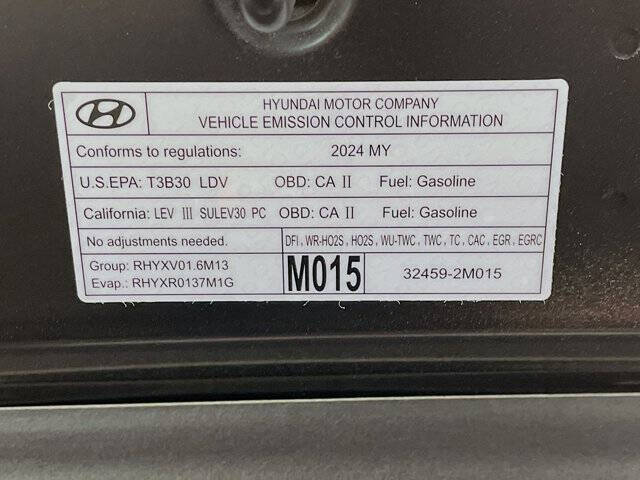 HYUNDAI MOTOR COMPANY
VEHICLE EMISSION CONTROL INFORMATION
Conforms to regulations: 2024 MY
U.S.EPA: T3B30 LDV OBD: CA II Fuel: Gasoline
California: LEV III SULEV30 PC OBD: CA II Fuel: Gasoline
No adjustments needed. DFI, WR-HO2S, HO2S, WU-TWC, TWC, TC, CAC, EGR, EGRC
Group: RHYXV01.6M13
Evap.: RHYXR0137M1G
M015
32459-2M015